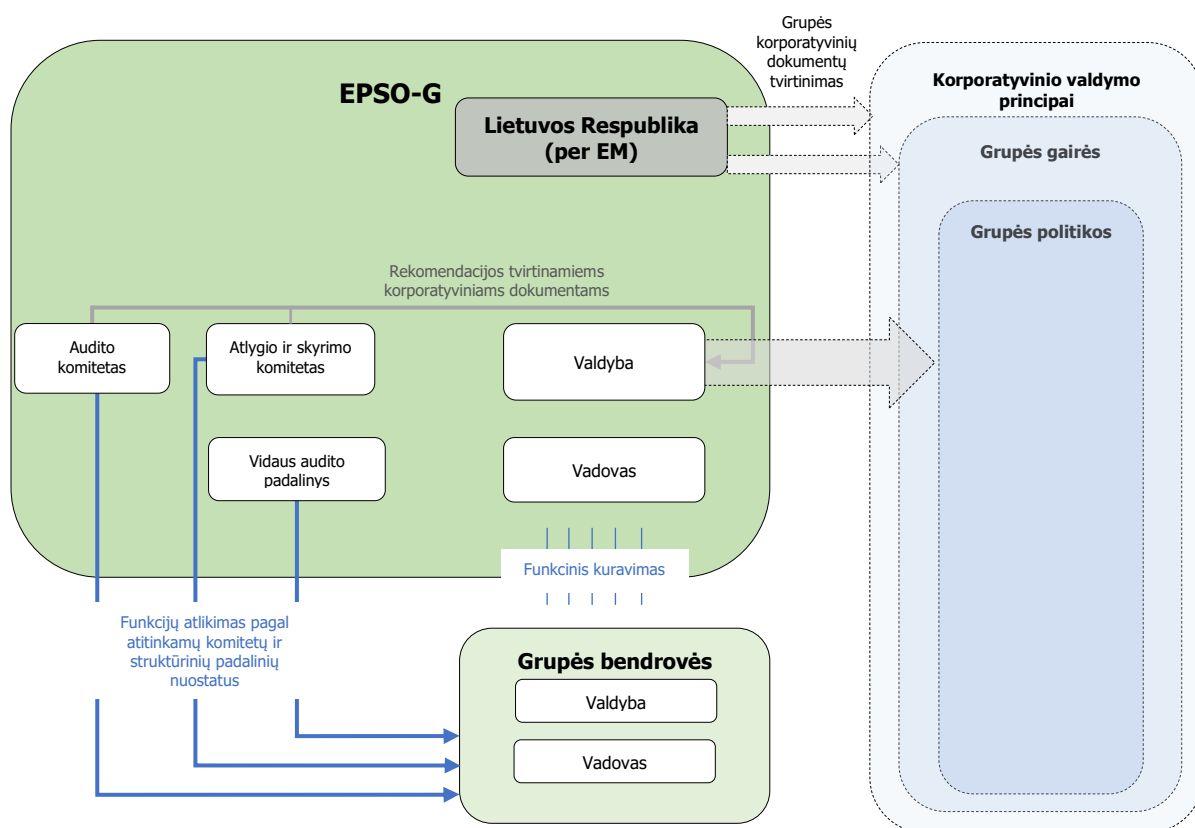 Grupės
korporatyvinių
dokumentų
tvirtinimas
EPSO-G
Lietuvos Respublika
(per EM)
Korporatyvinio valdymo
principai
Grupės gairės
Grupės politikos
Rekomendacijos tvirtinamiems
korporatyviniams dokumentams
Audito
komitetas
Atlygio ir skyrimo
komitetas
Valdyba
Vidaus audito
padalinys
Vadovas
Funkcinis kuravimas
Funkcijų atlikimas pagal
atitinkamų komitetų ir
struktūrinių padalinių
nuostatus
Grupės bendrovės
Valdyba
Vadovas